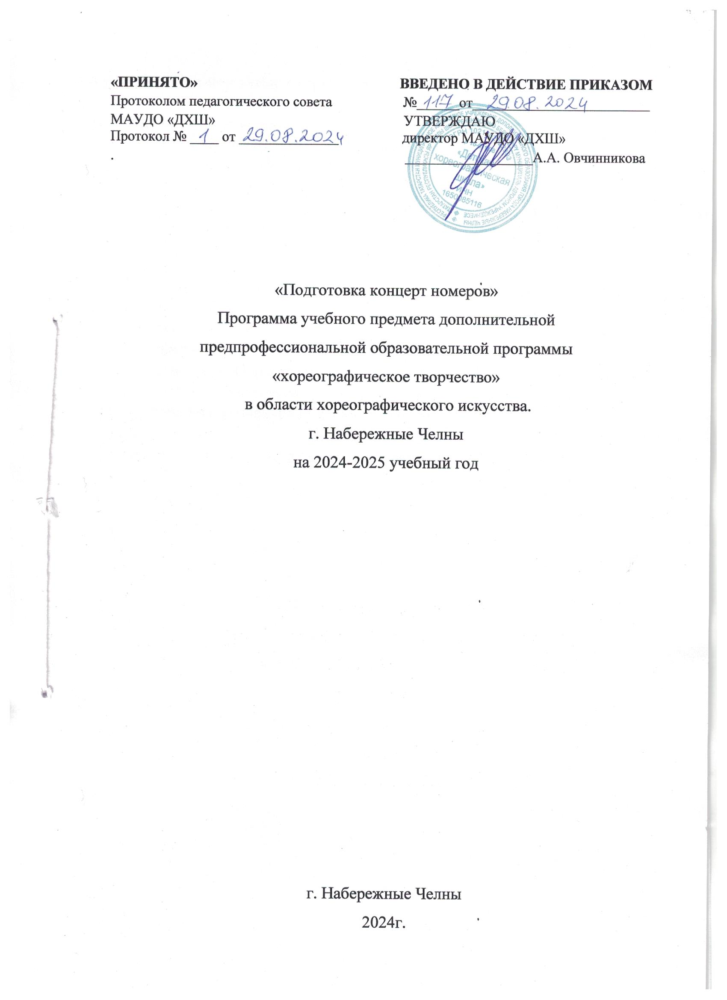 «ПРИНЯТО»
Протоколом педагогического совета
МАУДО «ДХШ»
Протокол № 1 от 29.08.2024
.
ВВЕДЕНО В ДЕЙСТВИЕ ПРИКАЗОМ
№ 117 от 29.08.2024
УТВЕРЖДАЮ
директор МАУДО «ДХШ»
А.А. Овчинникова
«Детская
хореографическая
школа»
ИНН
1650085116
«Подготовка концерт номеров»
Программа учебного предмета дополнительной
предпрофессиональной образовательной программы
«хореографическое творчество»
в области хореографического искусства.
г. Набережные Челны
на 2024-2025 учебный год
г. Набережные Челны
2024г.